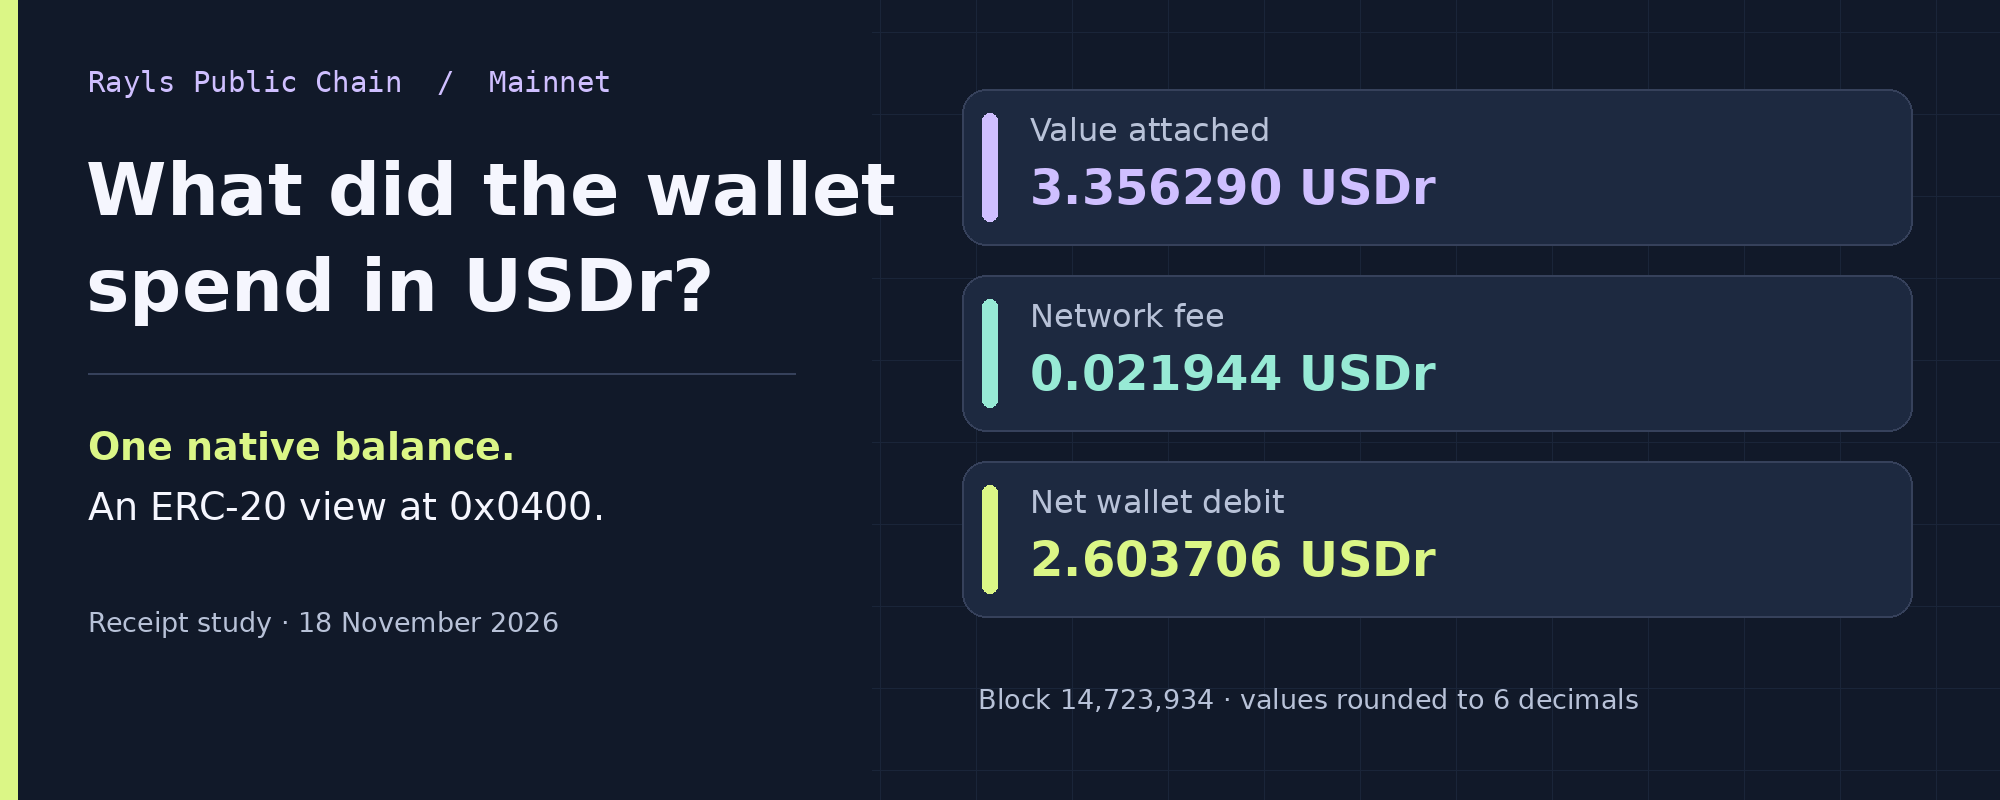 Rayls Public Chain / Mainnet
What did the wallet
spend in USDr?
One native balance.
An ERC-20 view at 0x0400.
Receipt study · 18 November 2026
Value attached
3.356290 USDr
Network fee
0.021944 USDr
Net wallet debit
2.603706 USDr
Block 14,723,934 · values rounded to 6 decimals